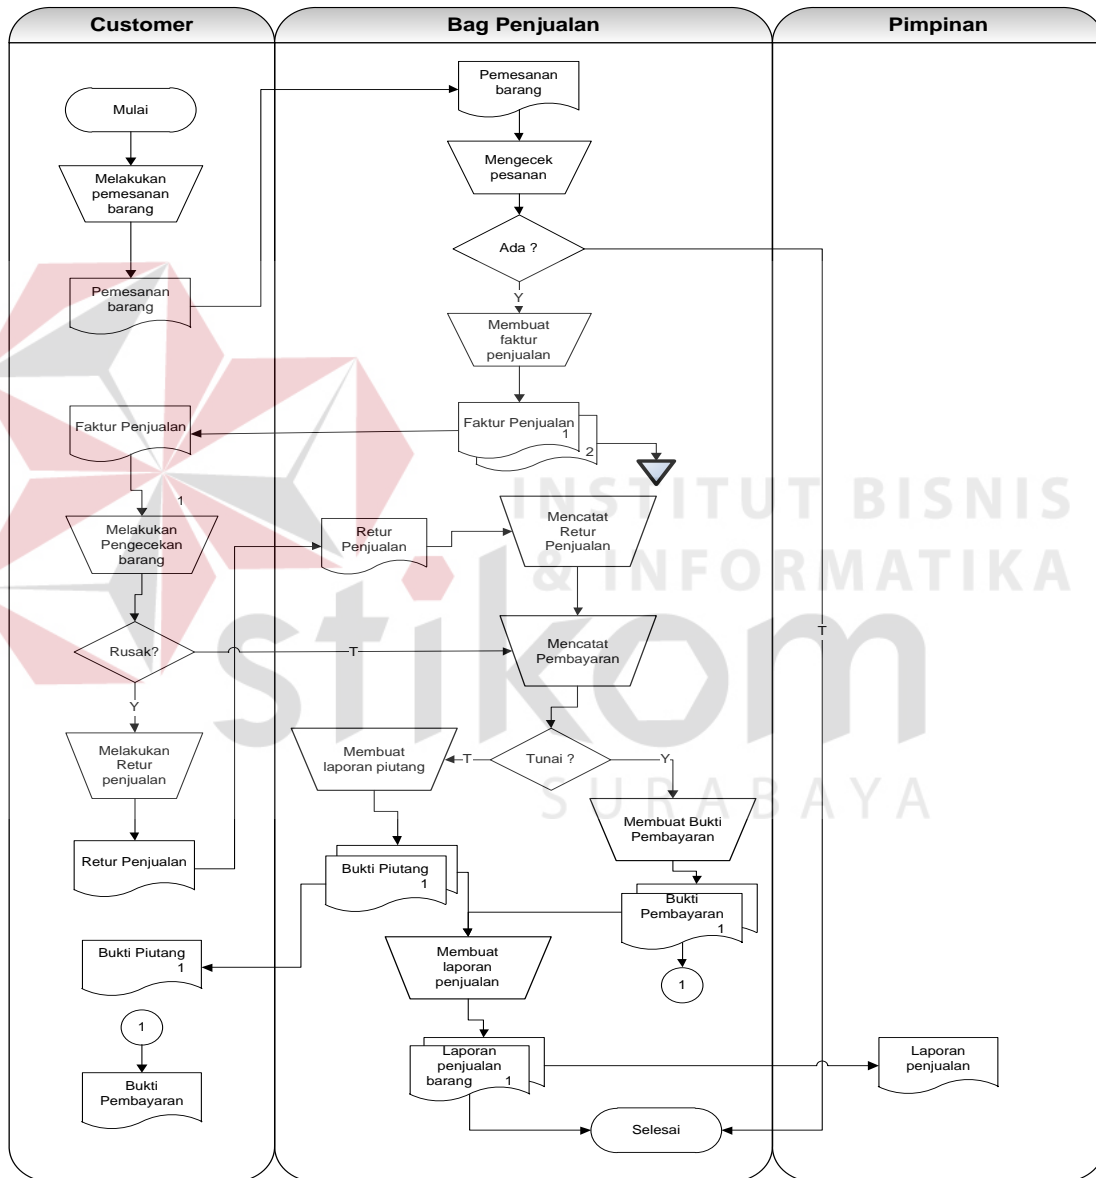 Customer
Bag Penjualan
Pimpinan
Mulai
Melakukan
pemesanan
barang
Pemesanan
barang
Pemesanan
barang
Mengecek
pesanan
Ada ?
Y
T
Membuat
faktur
penjualan
Faktur Penjualan
1
2
Faktur Penjualan
1
Melakukan
Pengecekan
barang
Rusak?
T
Y
Melakukan
Retur
penjualan
Retur Penjualan
Retur
Penjualan
Mencatat
Retur
Penjualan
Mencatat
Pembayaran
Tunai ?
T
Y
Membuat
laporan piutang
Membuat Bukti
Pembayaran
Bukti Piutang
1
Bukti
Pembayaran
1
1
Bukti Piutang
1
1
Bukti
Pembayaran
Membuat
laporan
penjualan
Laporan
penjualan
barang 1
Laporan
penjualan
Selesai
INSTITUT BISNIS
& INFORMATIKA
stikom
SURABAYA